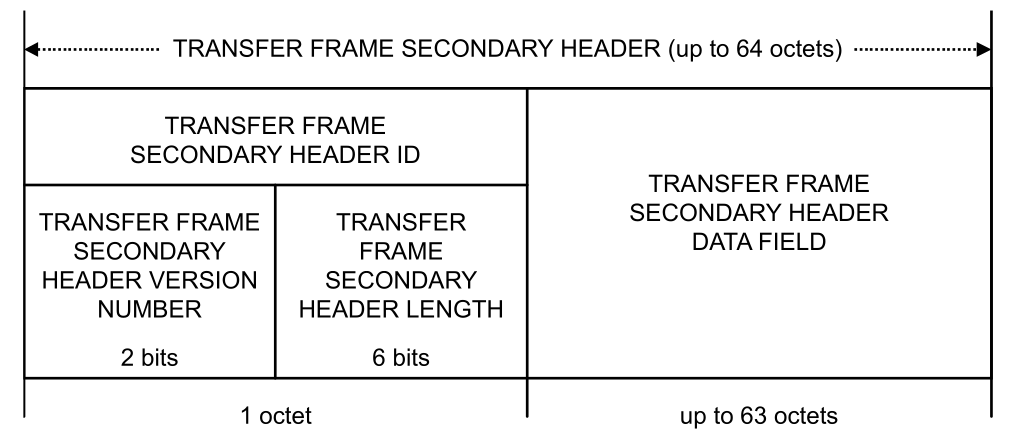 TRANSFER FRAME SECONDARY HEADER (up to 64 octets)
TRANSFER FRAME
SECONDARY HEADER ID
TRANSFER FRAME
SECONDARY
HEADER VERSION
NUMBER
2 bits
TRANSFER
FRAME
SECONDARY
HEADER LENGTH
6 bits
TRANSFER FRAME
SECONDARY HEADER
DATA FIELD
1 octet
up to 63 octets